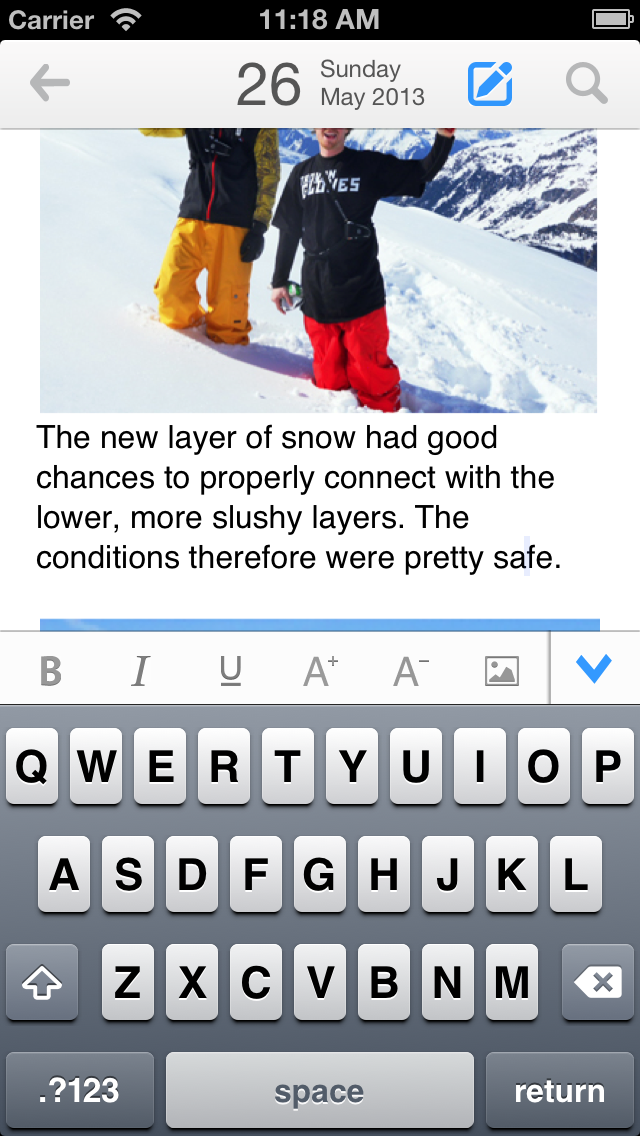 Carrier 11:18 AM
26 Sunday
May 2013
GLOVES
The new layer of snow had good
chances to properly connect with the
lower, more slushy layers. The
conditions therefore were pretty safe.
B I U A+ A−
Q W E R T Y U I O P
A S D F G H J K L
Z X C V B N M
.?123 space return